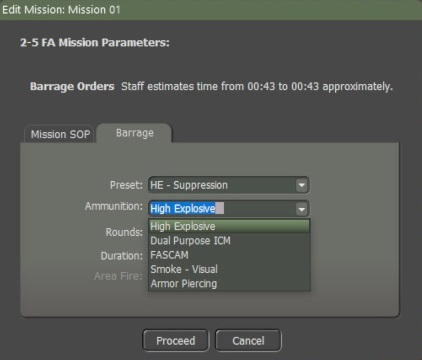 Edit Mission: Mission 01
2-5 FA Mission Parameters:
Barrage Orders Staff estimates time from 00:43 to 00:43 approximately.
Mission SOP Barrage
Preset: HE - Suppression
Ammunition: High Explosive
High Explosive
Rounds:
Dual Purpose ICM
Duration: FASCAM
Smoke - Visual
Area Fire:
Armor Piercing
Proceed Cancel